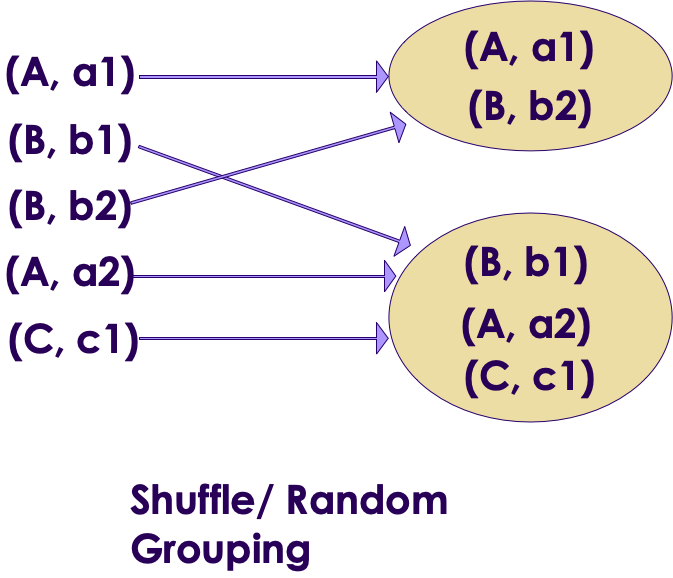 (A, a1)
(B, b1)
(B, b2)
(A, a2)
(C, c1)
(A, a1)
(B, b2)
(B, b1)
(A, a2)
(C, c1)
Shuffle/ Random
Grouping